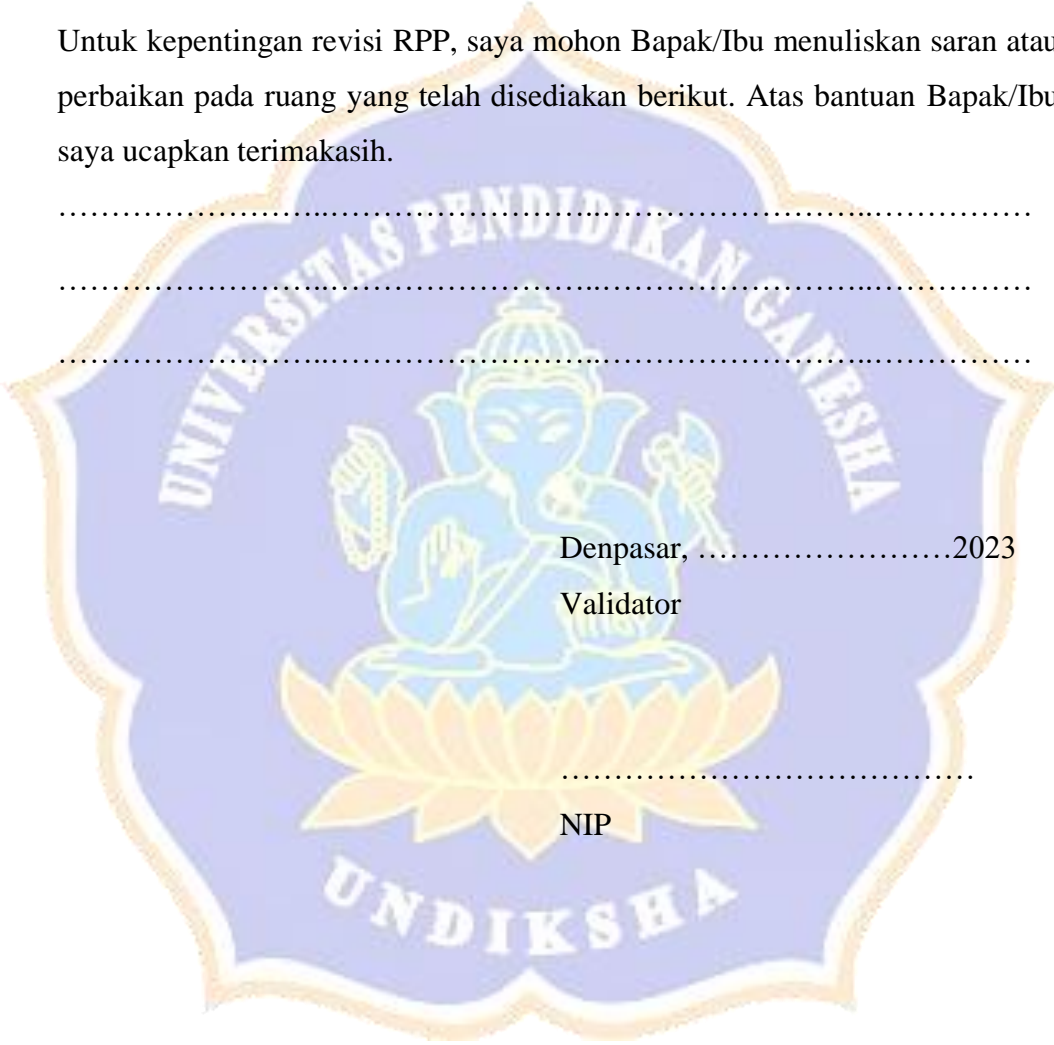 Untuk kepentingan revisi RPP, saya mohon Bapak/Ibu menuliskan saran atau
perbaikan pada ruang yang telah disediakan berikut. Atas bantuan Bapak/Ibu
saya ucapkan terimakasih.
……………………..……………………..……………………..……………
……………………..……………………..……………………..……………
……………………..……………………..……………………..……………
UNIVERSITAS PENDIDIKAN GANESHA
Denpasar, ……………………2023
Validator
…………………………………
NIP
UNDIKSHA